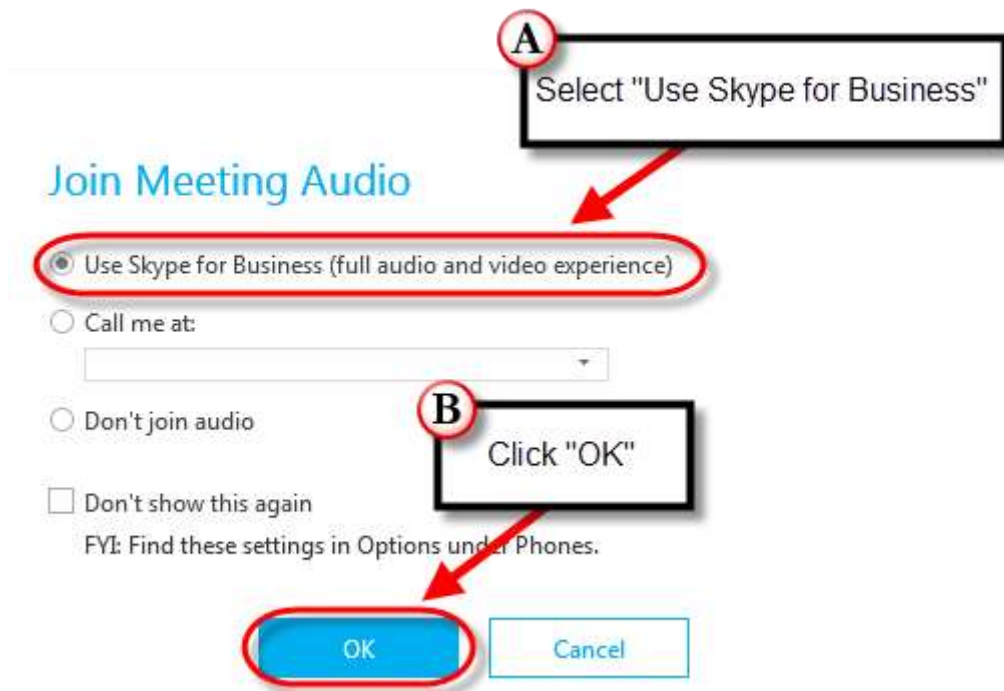 A
Select "Use Skype for Business"
Join Meeting Audio
Use Skype for Business (full audio and video experience)
Call me at:
Don't join audio
B
Click "OK"
Don't show this again
FYI: Find these settings in Options under Phones.
OK
Cancel